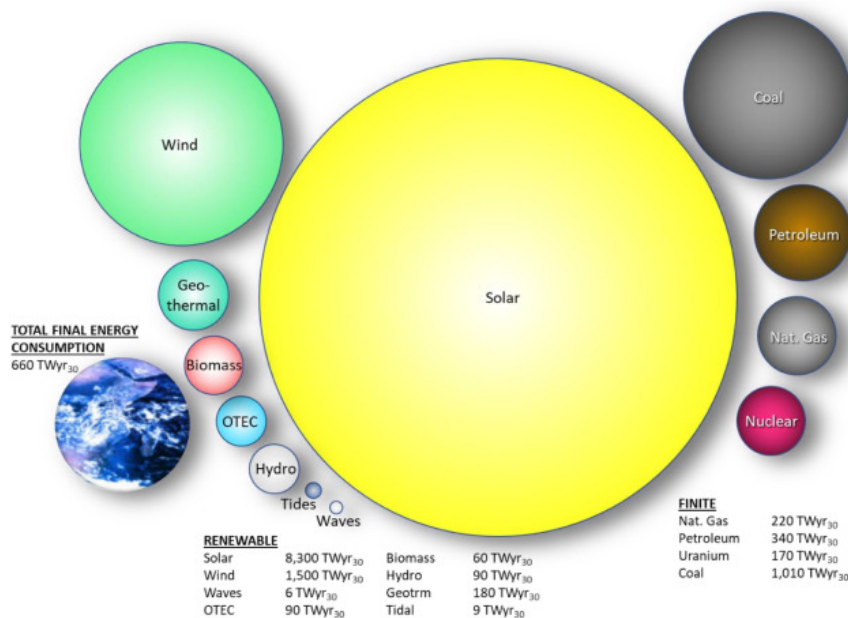 Wind
Coal
Petroleum
Geo-
thermal
Solar
TOTAL FINAL ENERGY
CONSUMPTION
660 TWyr₃₀
Nat. Gas
Biomass
OTEC
Nuclear
Hydro
Tides
Waves
RENEWABLE
Solar 8,300 TWyr₃₀ Biomass 60 TWyr₃₀
Wind 1,500 TWyr₃₀ Hydro 90 TWyr₃₀
Waves 6 TWyr₃₀ Geotrm 180 TWyr₃₀
OTEC 90 TWyr₃₀ Tidal 9 TWyr₃₀
FINITE
Nat. Gas 220 TWyr₃₀
Petroleum 340 TWyr₃₀
Uranium 170 TWyr₃₀
Coal 1,010 TWyr₃₀